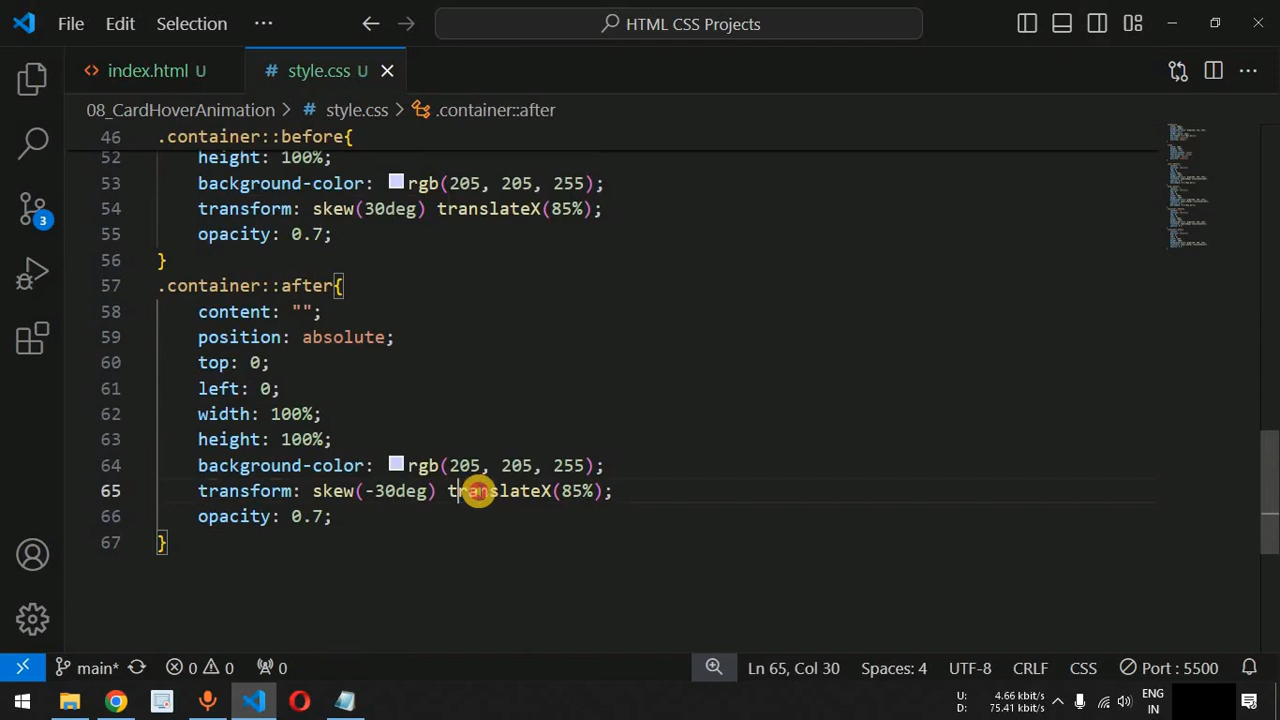 File Edit Selection ··· HTML CSS Projects
index.html U style.css U
08_CardHoverAnimation > # style.css > .container::after
46 .container::before{
52 height: 100%;
53 background-color: rgb(205, 205, 255);
54 transform: skew(30deg) translateX(85%);
55 opacity: 0.7;
56 }
57 .container::after{
58 content: "";
59 position: absolute;
60 top: 0;
61 left: 0;
62 width: 100%;
63 height: 100%;
64 background-color: rgb(205, 205, 255);
65 transform: skew(-30deg) translateX(85%);
66 opacity: 0.7;
67 }
3
main* 0 0 0 Ln 65, Col 30 Spaces: 4 UTF-8 CRLF CSS Port : 5500
U: 4.66 kbit/s
D: 75.41 kbit/s
ENG
IN